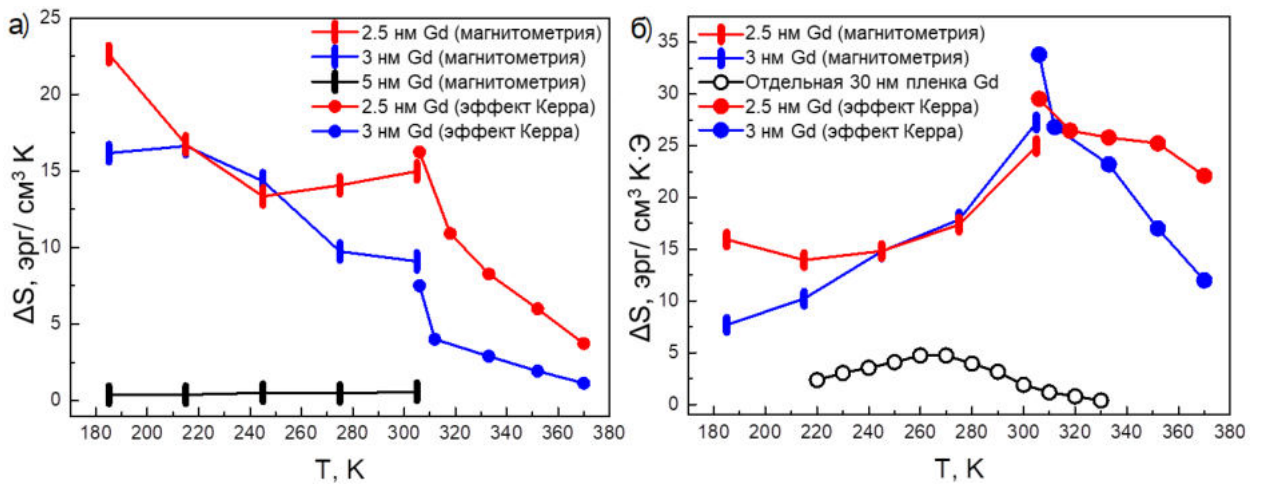 а)
25
20
15
10
5
0
ΔS, эрг/ см³ К
2.5 нм Gd (магнитометрия)
3 нм Gd (магнитометрия)
5 нм Gd (магнитометрия)
2.5 нм Gd (эффект Керра)
3 нм Gd (эффект Керра)
180 200 220 240 260 280 300 320 340 360 380
T, K
б)
35
30
25
20
15
10
5
0
ΔS, эрг/ см³ К·Э
2.5 нм Gd (магнитометрия)
3 нм Gd (магнитометрия)
Отдельная 30 нм пленка Gd
2.5 нм Gd (эффект Керра)
3 нм Gd (эффект Керра)
180 200 220 240 260 280 300 320 340 360 380
T, K